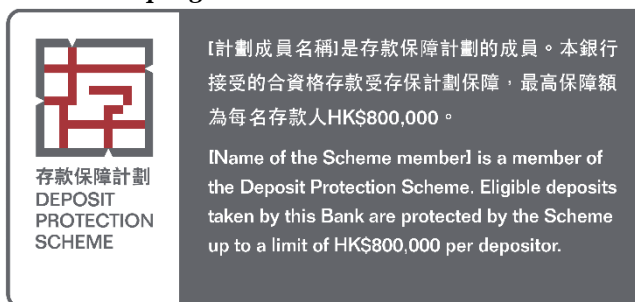 存款保障計劃
DEPOSIT
PROTECTION
SCHEME
[計劃成員名稱]是存款保障計劃的成員。本銀行
接受的合資格存款受存保計劃保障，最高保障額
為每名存款人HK$800,000。
[Name of the Scheme member] is a member of
the Deposit Protection Scheme. Eligible deposits
taken by this Bank are protected by the Scheme
up to a limit of HK$800,000 per depositor.